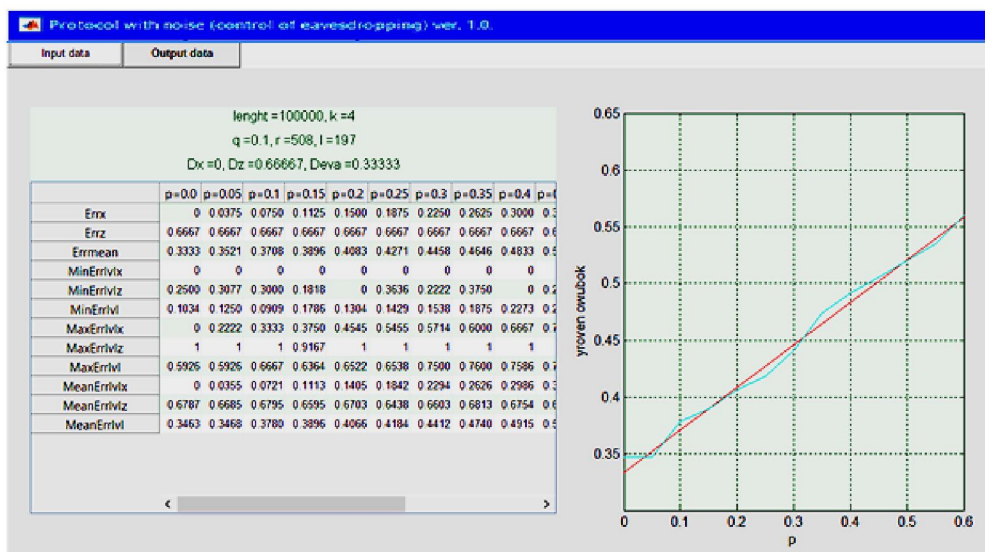 Protocol with noise (control of eavesdropping) ver. 1.0.
Input data Output data
lenght =100000, k =4
q =0.1, r =508, l =197
Dx =0, Dz =0.66667, Deva =0.33333
p=0.0 p=0.05 p=0.1 p=0.15 p=0.2 p=0.25 p=0.3 p=0.35 p=0.4
Errx 0 0.0375 0.0750 0.1125 0.1500 0.1875 0.2250 0.2625 0.3000
Errz 0.6667 0.6667 0.6667 0.6667 0.6667 0.6667 0.6667 0.6667 0.6667
Errmean 0.3333 0.3521 0.3708 0.3896 0.4083 0.4271 0.4458 0.4646 0.4833
MinErrlvlx 0 0 0 0 0 0 0 0 0
MinErrlvlz 0.2500 0.3077 0.3000 0.1818 0 0.3636 0.2222 0.3750 0
MinErrlvl 0.1034 0.1250 0.0909 0.1786 0.1304 0.1429 0.1538 0.1875 0.2273
MaxErrlvlx 0 0.2222 0.3333 0.3750 0.4545 0.5455 0.5714 0.6000 0.6667
MaxErrlvlz 1 1 1 0.9167 1 1 1 1 1
MaxErrlvl 0.5926 0.5926 0.6667 0.6364 0.6522 0.6538 0.7500 0.7600 0.7586
MeanErrlvlx 0 0.0355 0.0721 0.1113 0.1405 0.1842 0.2294 0.2626 0.2986
MeanErrlvlz 0.6787 0.6685 0.6795 0.6595 0.6703 0.6438 0.6603 0.6813 0.6754
MeanErrlvl 0.3463 0.3468 0.3780 0.3896 0.4066 0.4184 0.4412 0.4740 0.4915
yroven owubok
0.65
0.6
0.55
0.5
0.45
0.4
0.35
0 0.1 0.2 0.3 0.4 0.5 0.6
p